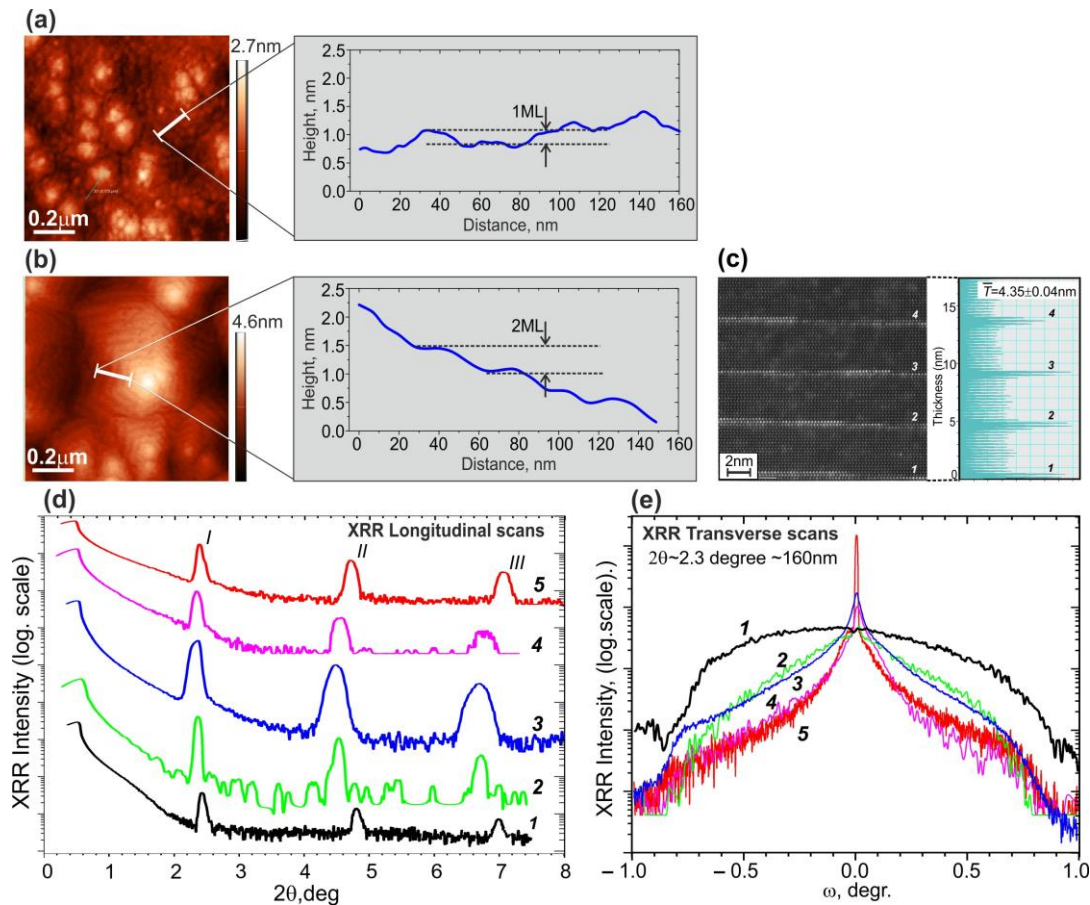 (a)
2.7nm
0.2μm
Height, nm
2.5
2.0
1.5
1.0
0.5
0.0
1ML
0 20 40 60 80 100 120 140 160
Distance, nm
(b)
4.6nm
0.2μm
Height, nm
2.5
2.0
1.5
1.0
0.5
0.0
2ML
0 20 40 60 80 100 120 140 160
Distance, nm
(c)
4
3
2
1
2nm
Thickness (nm)
15
10
5
0
T̅=4.35±0.04nm
4
3
2
1
(d)
XRR Longitudinal scans
I
II
III
5
4
3
2
1
XRR Intensity (log. scale)
0 1 2 3 4 5 6 7 8
2θ,deg
(e)
XRR Transverse scans
2θ~2.3 degree ~160nm
1
2
3
4
5
XRR Intensity, (log.scale).)
–1.0 –0.5 0.0 0.5 1.0
ω, degr.